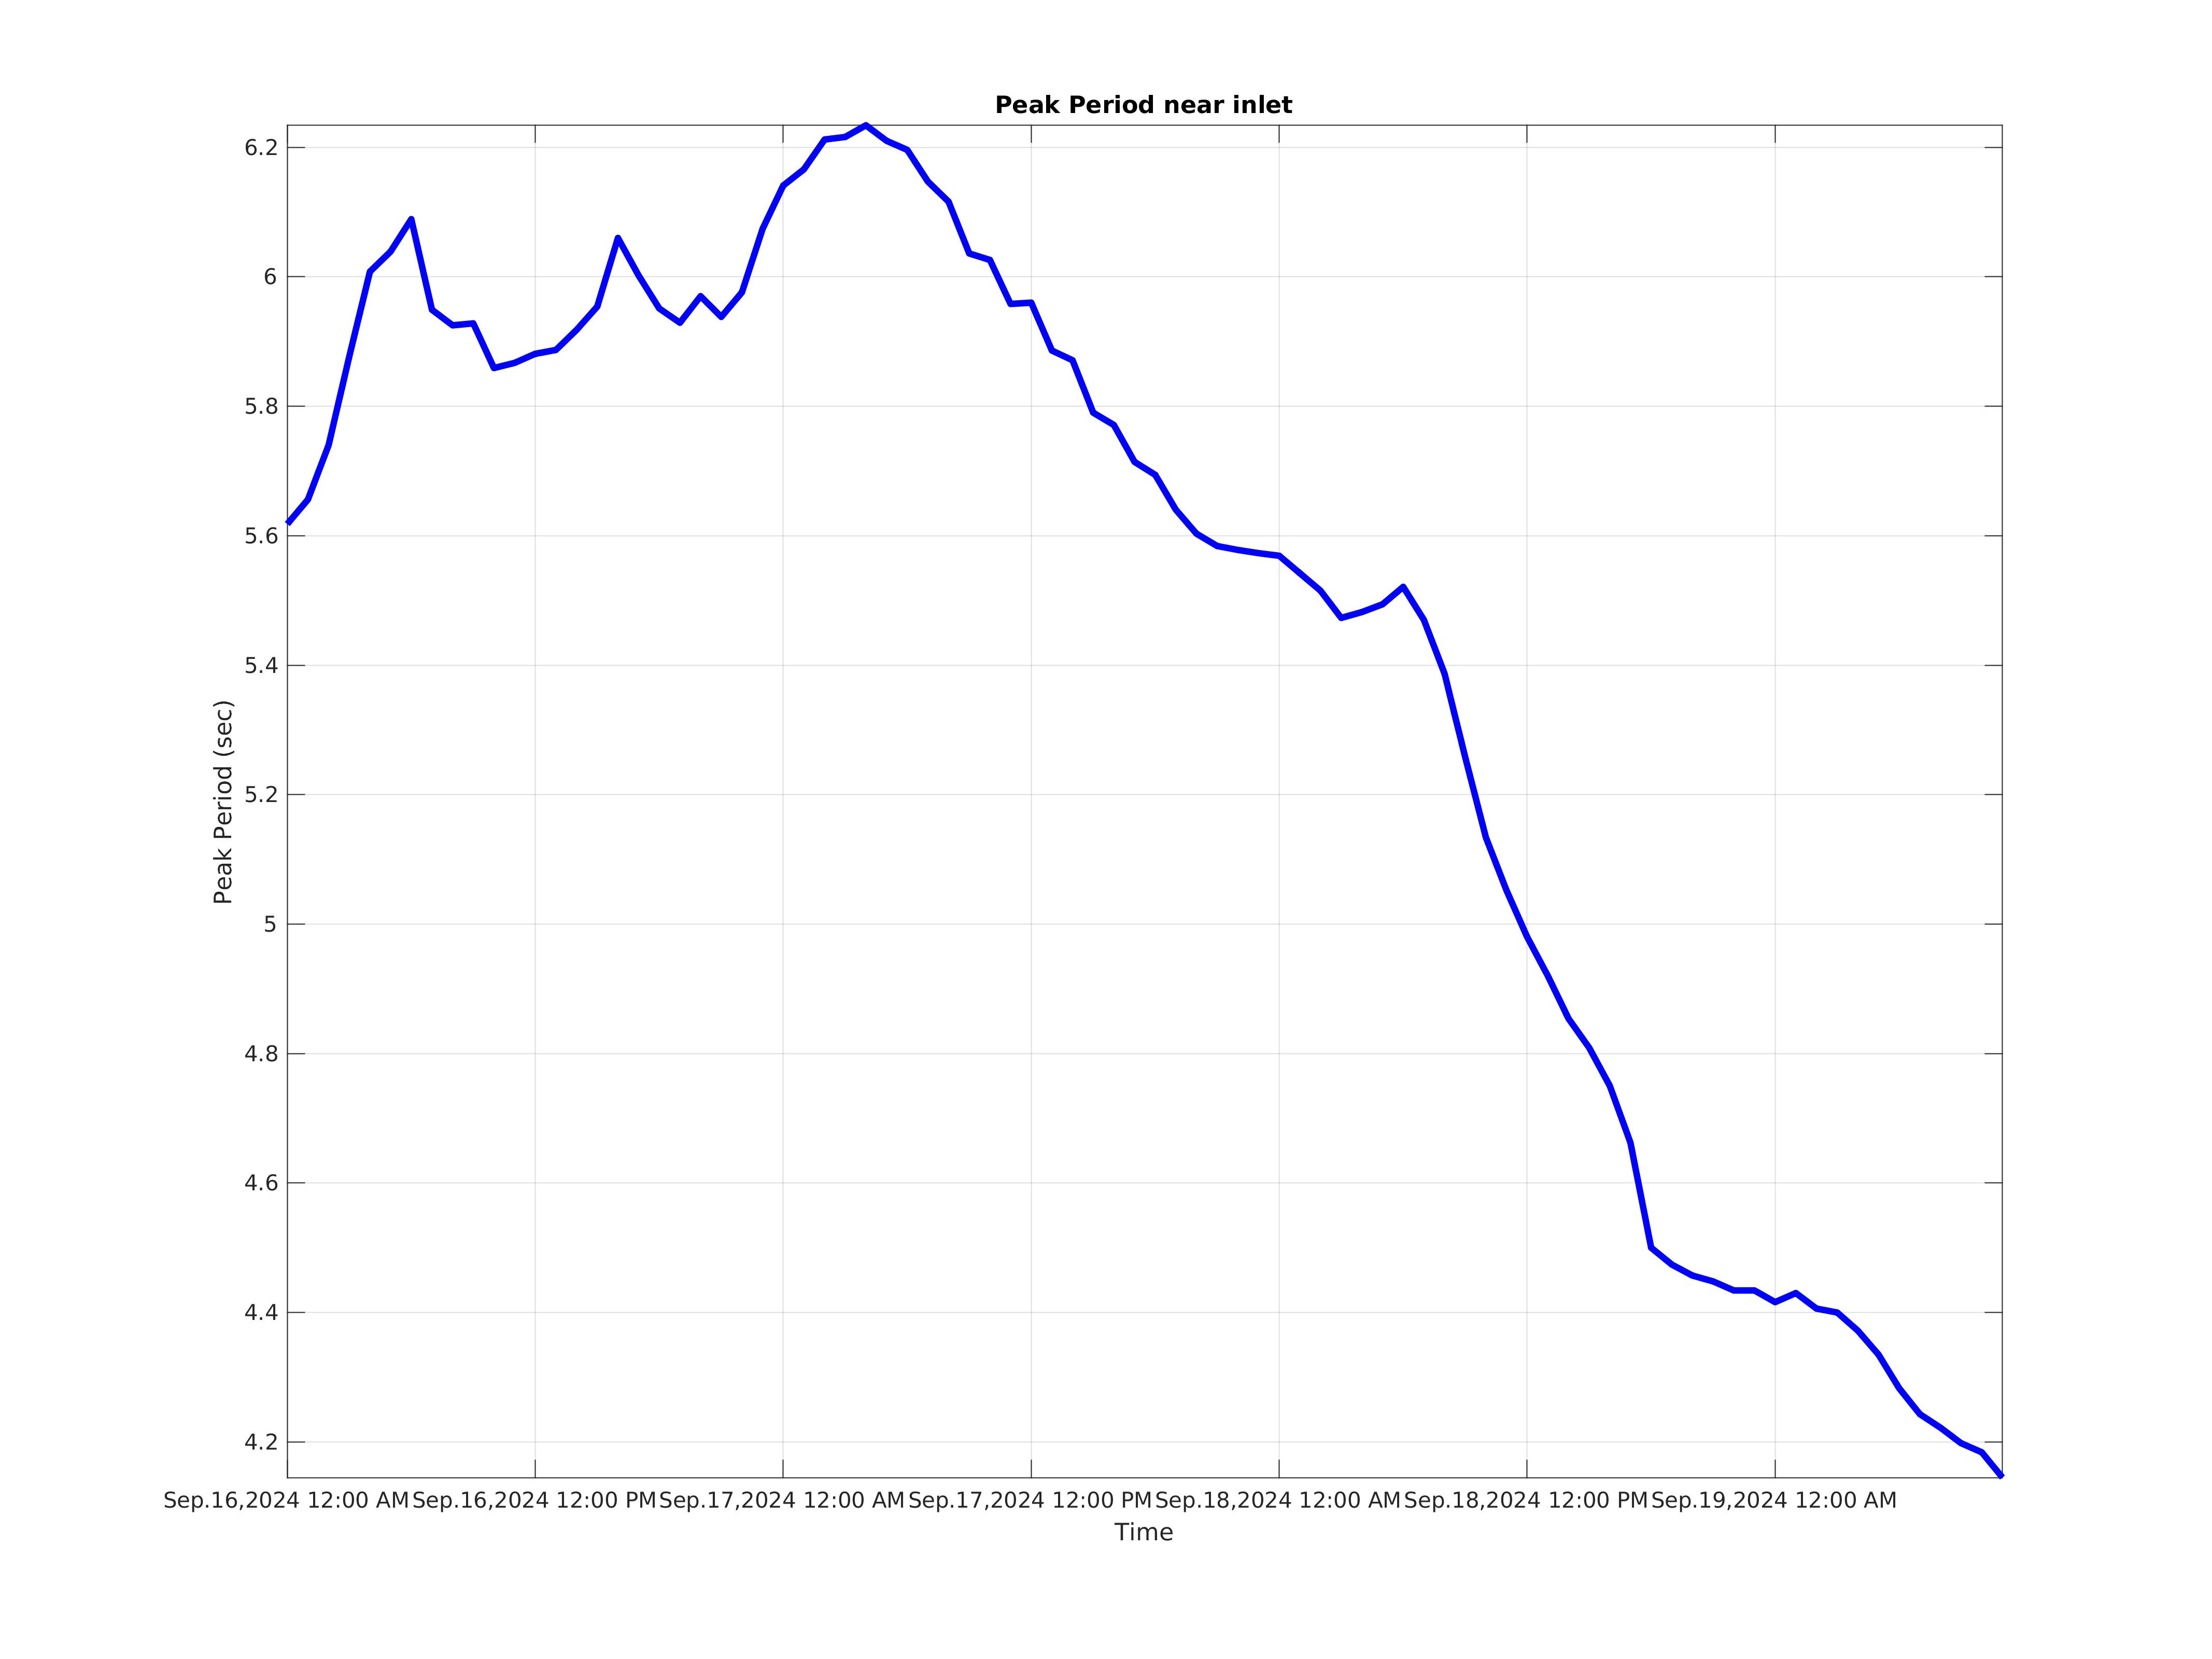 Peak Period near inlet
6.2
6
5.8
5.6
5.4
5.2
5
4.8
4.6
4.4
4.2
Peak Period (sec)
Sep.16,2024 12:00 AM Sep.16,2024 12:00 PM Sep.17,2024 12:00 AM Sep.17,2024 12:00 PM Sep.18,2024 12:00 AM Sep.18,2024 12:00 PM Sep.19,2024 12:00 AM
Time